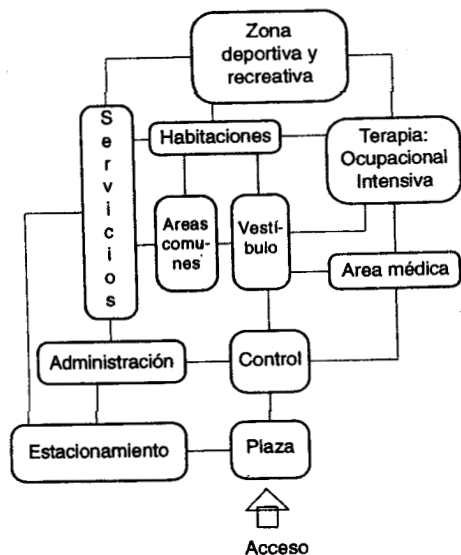 Zona
deportiva y
recreativa
Servicios
Habitaciones
Terapia:
Ocupacional
Intensiva
Areas
comu-
nes
Vestí-
bulo
Area médica
Administración
Control
Estacionamiento
Plaza
Acceso